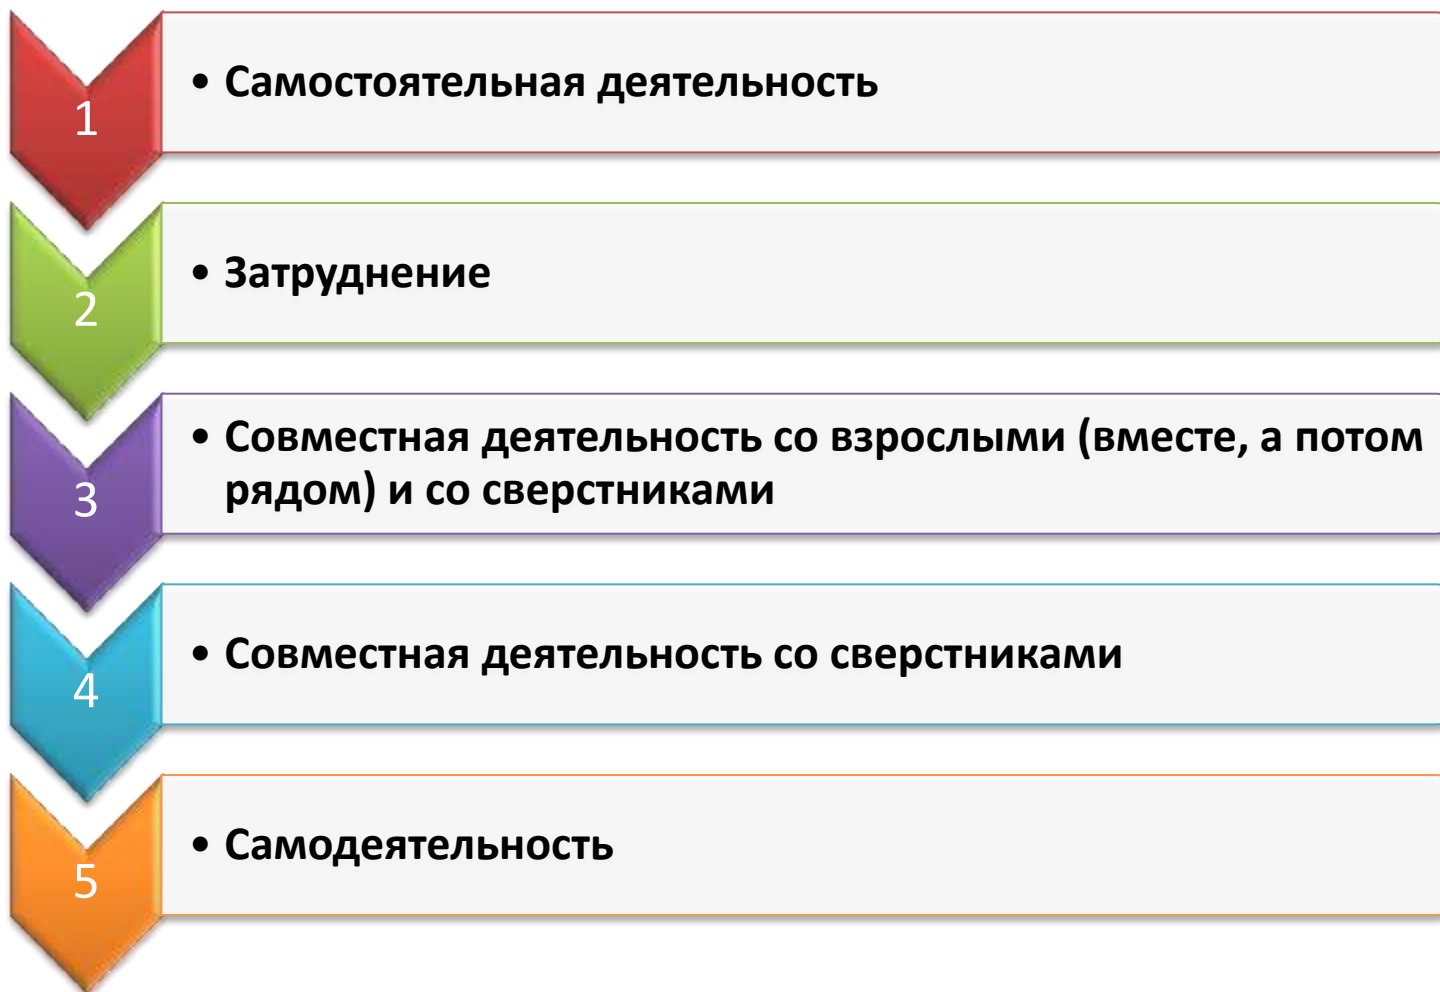 1
• Самостоятельная деятельность
2
• Затруднение
3
• Совместная деятельность со взрослыми (вместе, а потом
рядом) и со сверстниками
4
• Совместная деятельность со сверстниками
5
• Самодеятельность